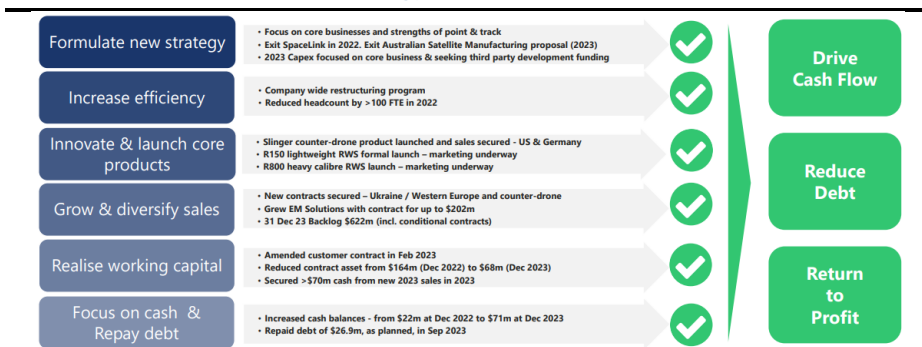 Formulate new strategy
• Focus on core businesses and strengths of point & track
• Exit SpaceLink in 2022. Exit Australian Satellite Manufacturing proposal (2023)
• 2023 Capex focused on core business & seeking third party development funding
Increase efficiency
• Company wide restructuring program
• Reduced headcount by >100 FTE in 2022
Innovate & launch core
products
• Slinger counter-drone product launched and sales secured - US & Germany
• R150 lightweight RWS formal launch – marketing underway
• R800 heavy calibre RWS launch – marketing underway
Grow & diversify sales
• New contracts secured – Ukraine / Western Europe and counter-drone
• Grew EM Solutions with contract for up to $202m
• 31 Dec 23 Backlog $622m (incl. conditional contracts)
Realise working capital
• Amended customer contract in Feb 2023
• Reduced contract asset from $164m (Dec 2022) to $68m (Dec 2023)
• Secured >$70m cash from new 2023 sales in 2023
Focus on cash &
Repay debt
• Increased cash balances - from $22m at Dec 2022 to $71m at Dec 2023
• Repaid debt of $26.9m, as planned, in Sep 2023
Drive
Cash Flow
Reduce
Debt
Return
to
Profit